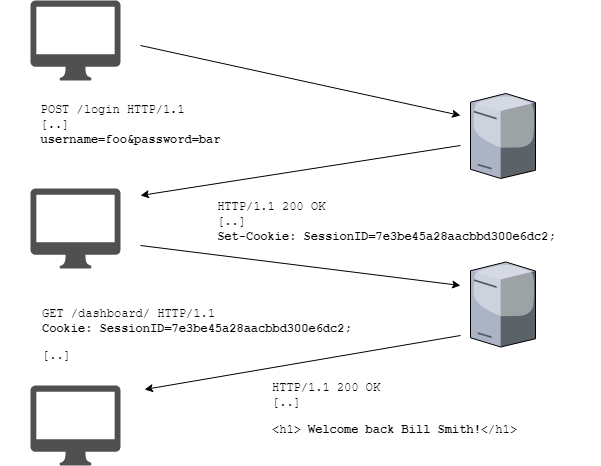 POST /login HTTP/1.1
[..]
username=foo&password=bar
HTTP/1.1 200 OK
[..]
Set-Cookie: SessionID=7e3be45a28aacbbd300e6dc2;
GET /dashboard/ HTTP/1.1
Cookie: SessionID=7e3be45a28aacbbd300e6dc2;
[..]
HTTP/1.1 200 OK
[..]
<h1> Welcome back Bill Smith!</h1>